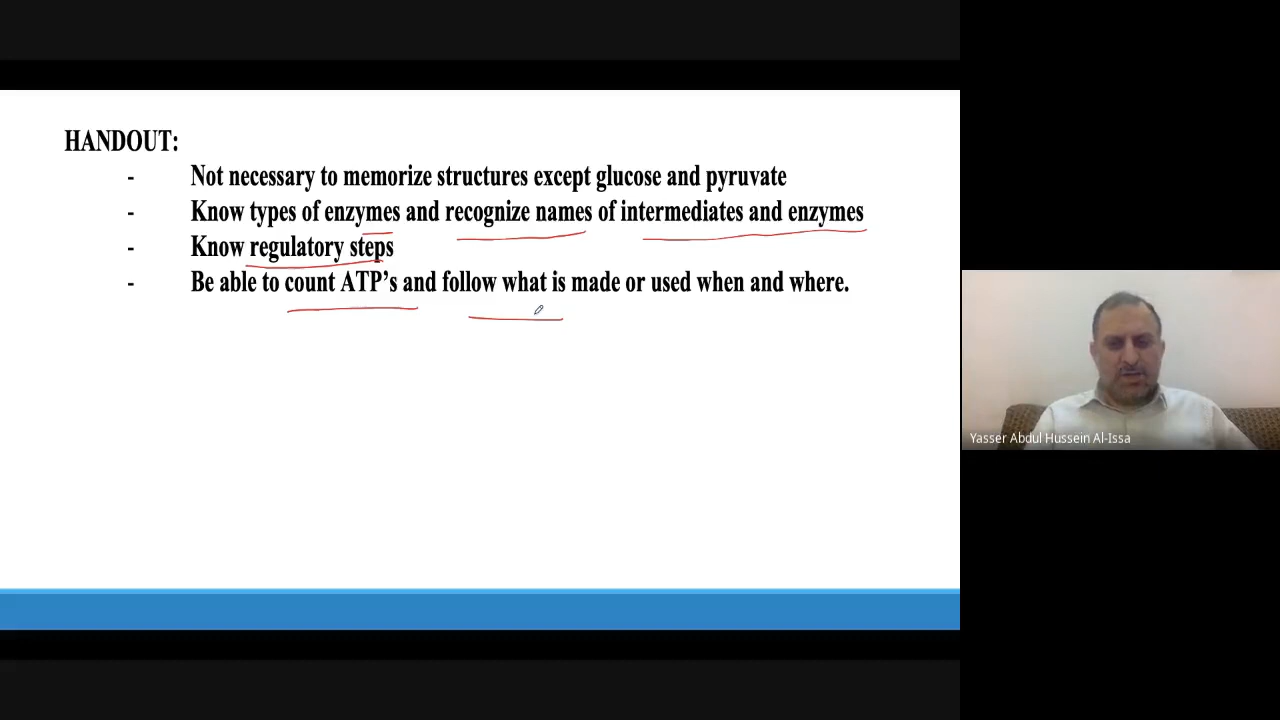 HANDOUT:
- Not necessary to memorize structures except glucose and pyruvate
- Know types of enzymes and recognize names of intermediates and enzymes
- Know regulatory steps
- Be able to count ATP’s and follow what is made or used when and where.
Yasser Abdul Hussein Al-Issa